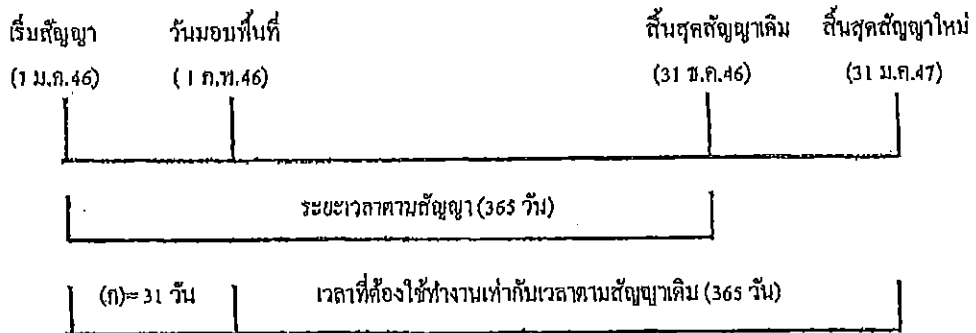 เริ่มสัญญา วันมอบพื้นที่ สิ้นสุดสัญญาเดิม สิ้นสุดสัญญาใหม่
(1 ม.ค.46) (1 ก.พ.46) (31 ธ.ค.46) (31 ม.ค.47)
ระยะเวลาตามสัญญา (365 วัน)
(ก)= 31 วัน เวลาที่ต้องใช้ทำงานเท่ากับเวลาตามสัญญาเดิม (365 วัน)